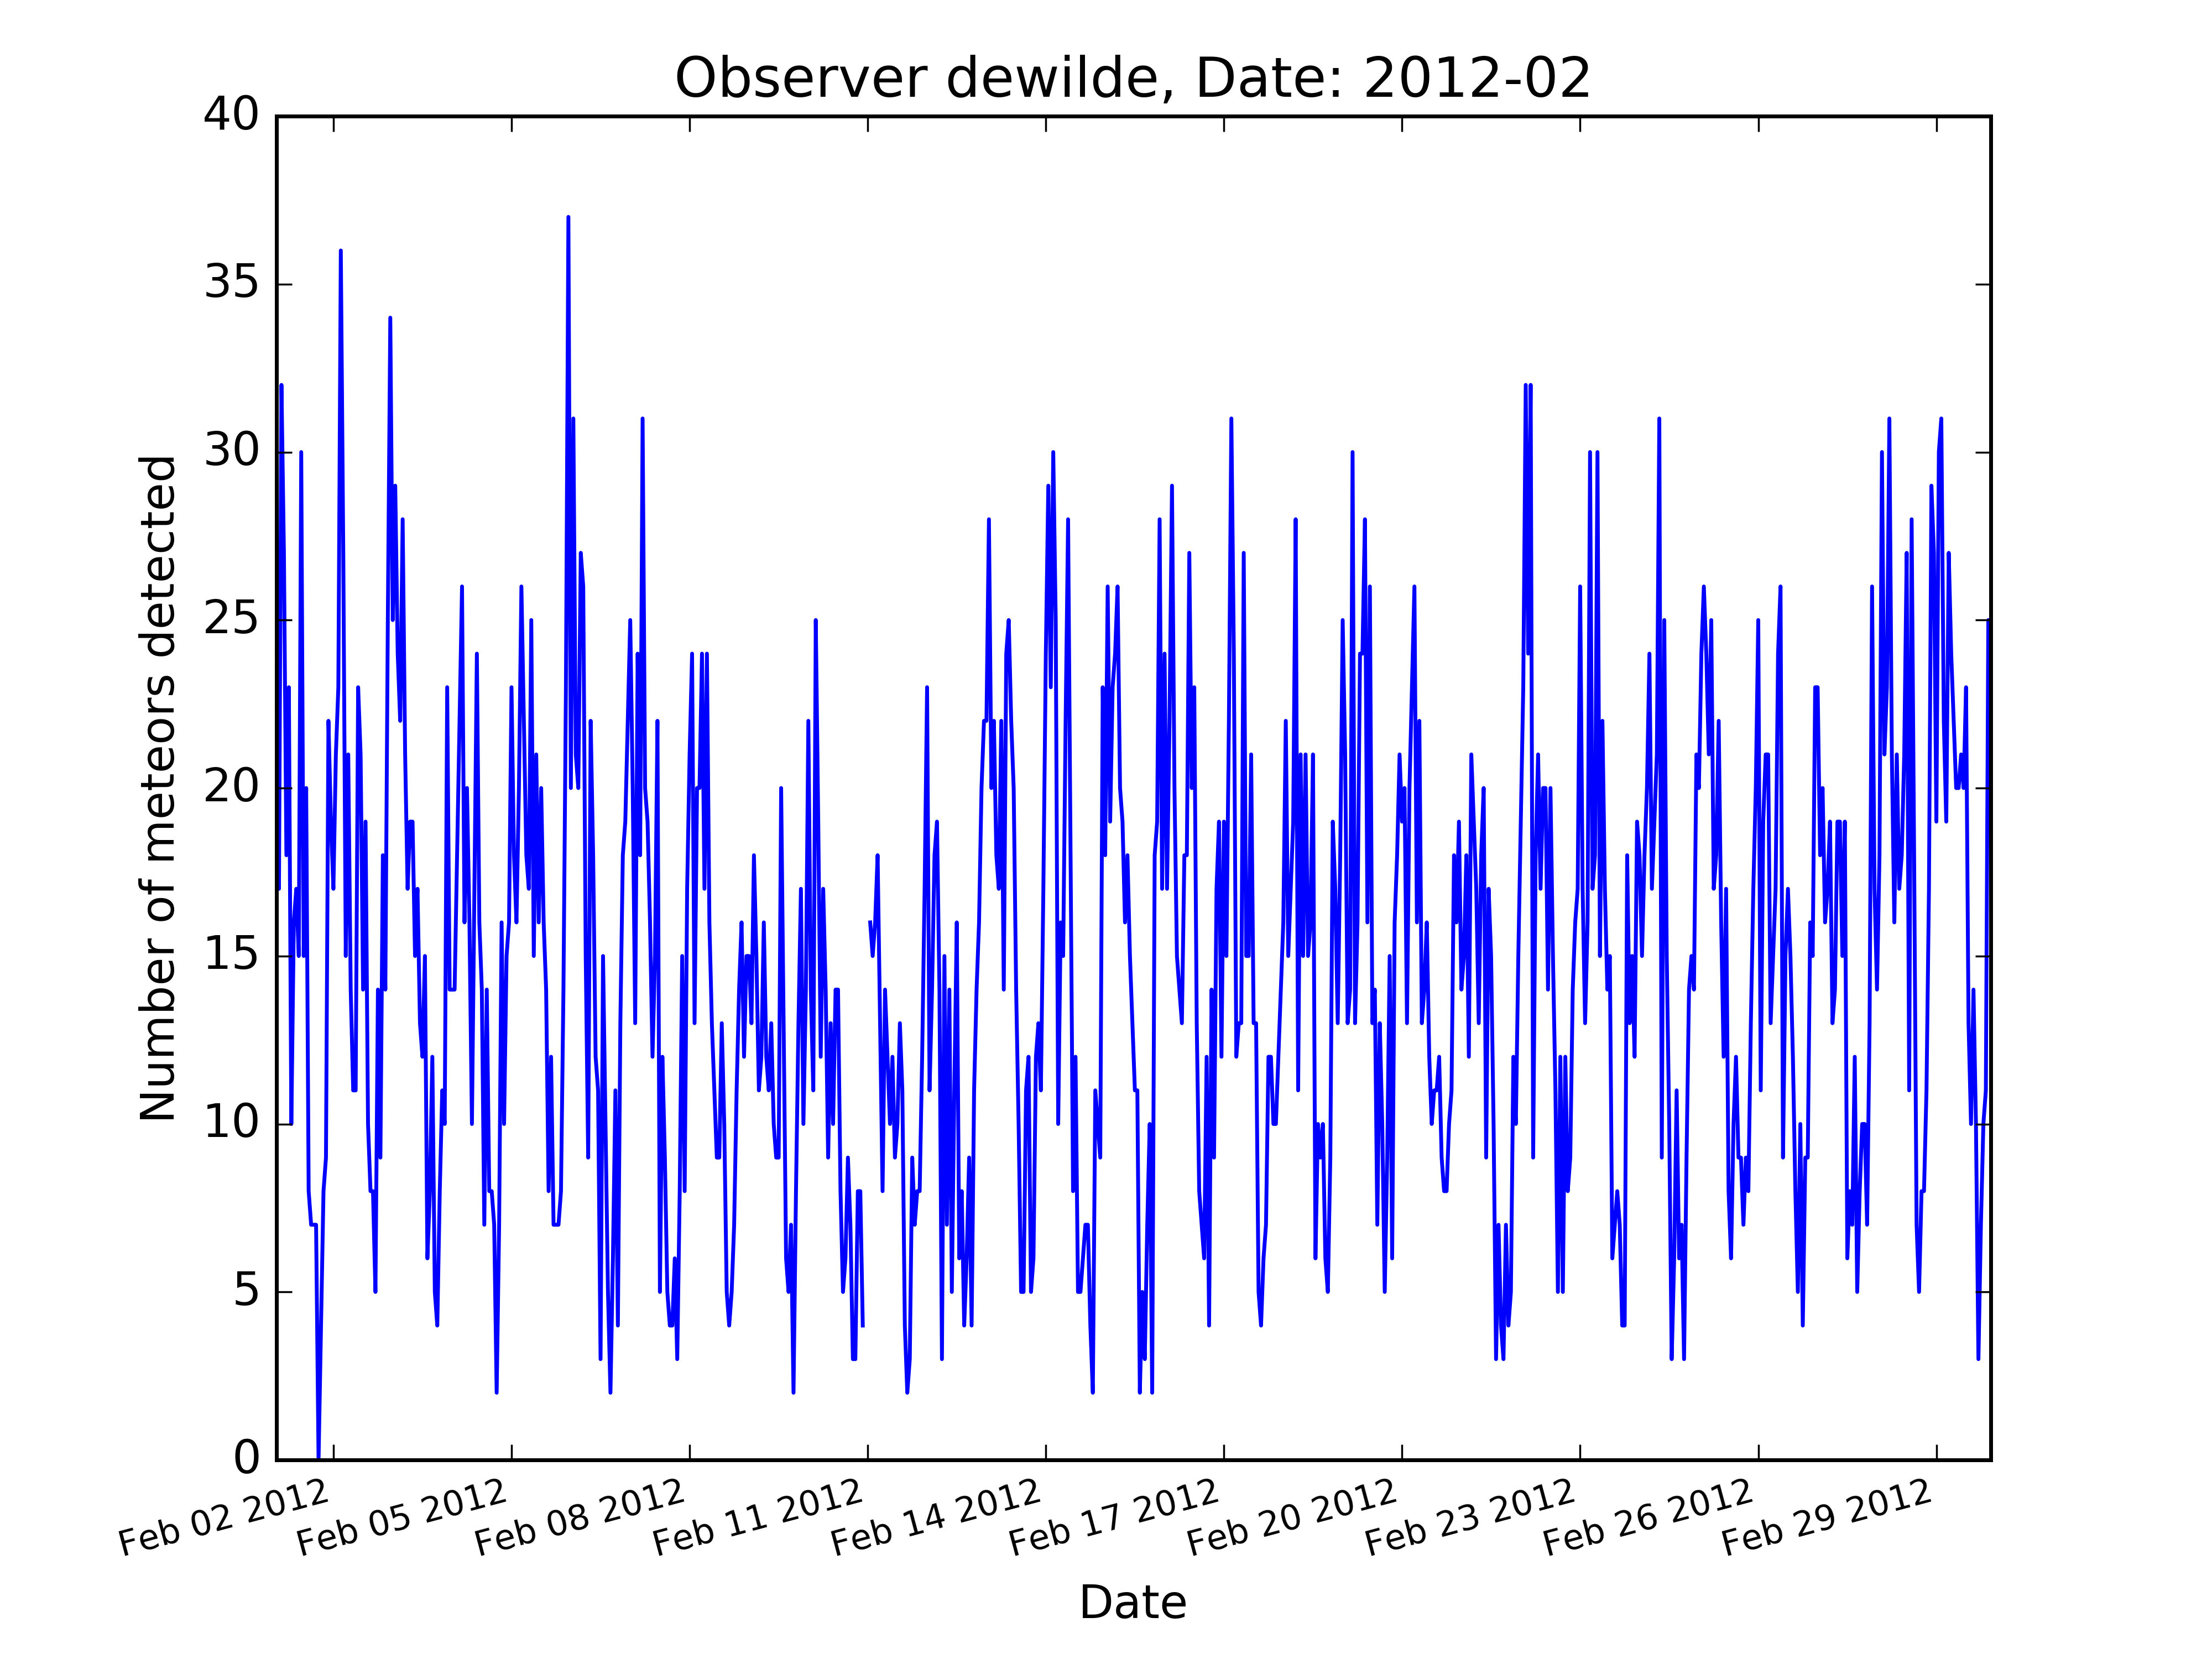 Observer dewilde, Date: 2012-02
Number of meteors detected
40
35
30
25
20
15
10
5
0
Feb 02 2012
Feb 05 2012
Feb 08 2012
Feb 11 2012
Feb 14 2012
Feb 17 2012
Feb 20 2012
Feb 23 2012
Feb 26 2012
Feb 29 2012
Date